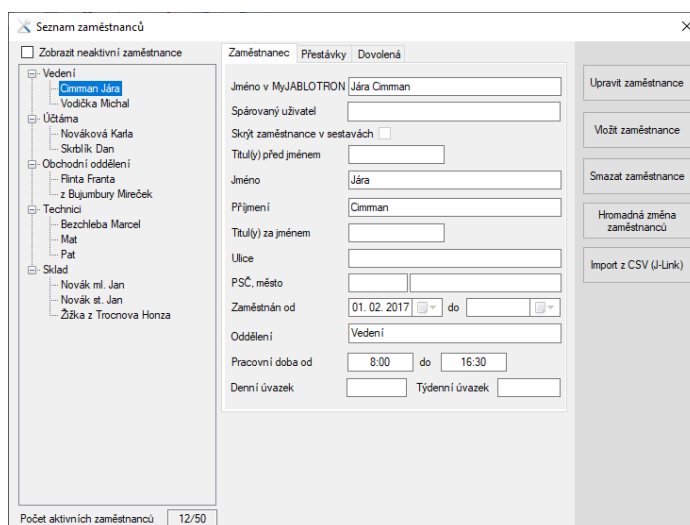 Seznam zaměstnanců
Zobrazit neaktivní zaměstnance
Vedení
Cimrman Jára
Vodička Michal
Účtárna
Nováková Karla
Skrblík Dan
Obchodní oddělení
Flinta Franta
z Bujumbury Mireček
Technici
Bezchleba Marcel
Mat
Pat
Sklad
Novák ml. Jan
Novák st. Jan
Žižka z Trocnova Honza
Počet aktivních zaměstnanců 12/50
Zaměstnanec Přestávky Dovolená
Jméno v MyJABLOTRON Jára Cimrman
Spárovaný uživatel
Skrýt zaměstnance v sestavách
Titul(y) před jménem
Jméno Jára
Příjmení Cimrman
Titul(y) za jménem
Ulice
PSČ, město
Zaměstnán od 01. 02. 2017 do
Oddělení Vedení
Pracovní doba od 8:00 do 16:30
Denní úvazek Týdenní úvazek
Upravit zaměstnance
Vložit zaměstnance
Smazat zaměstnance
Hromadná změna
zaměstnanců
Import z CSV (J-Link)